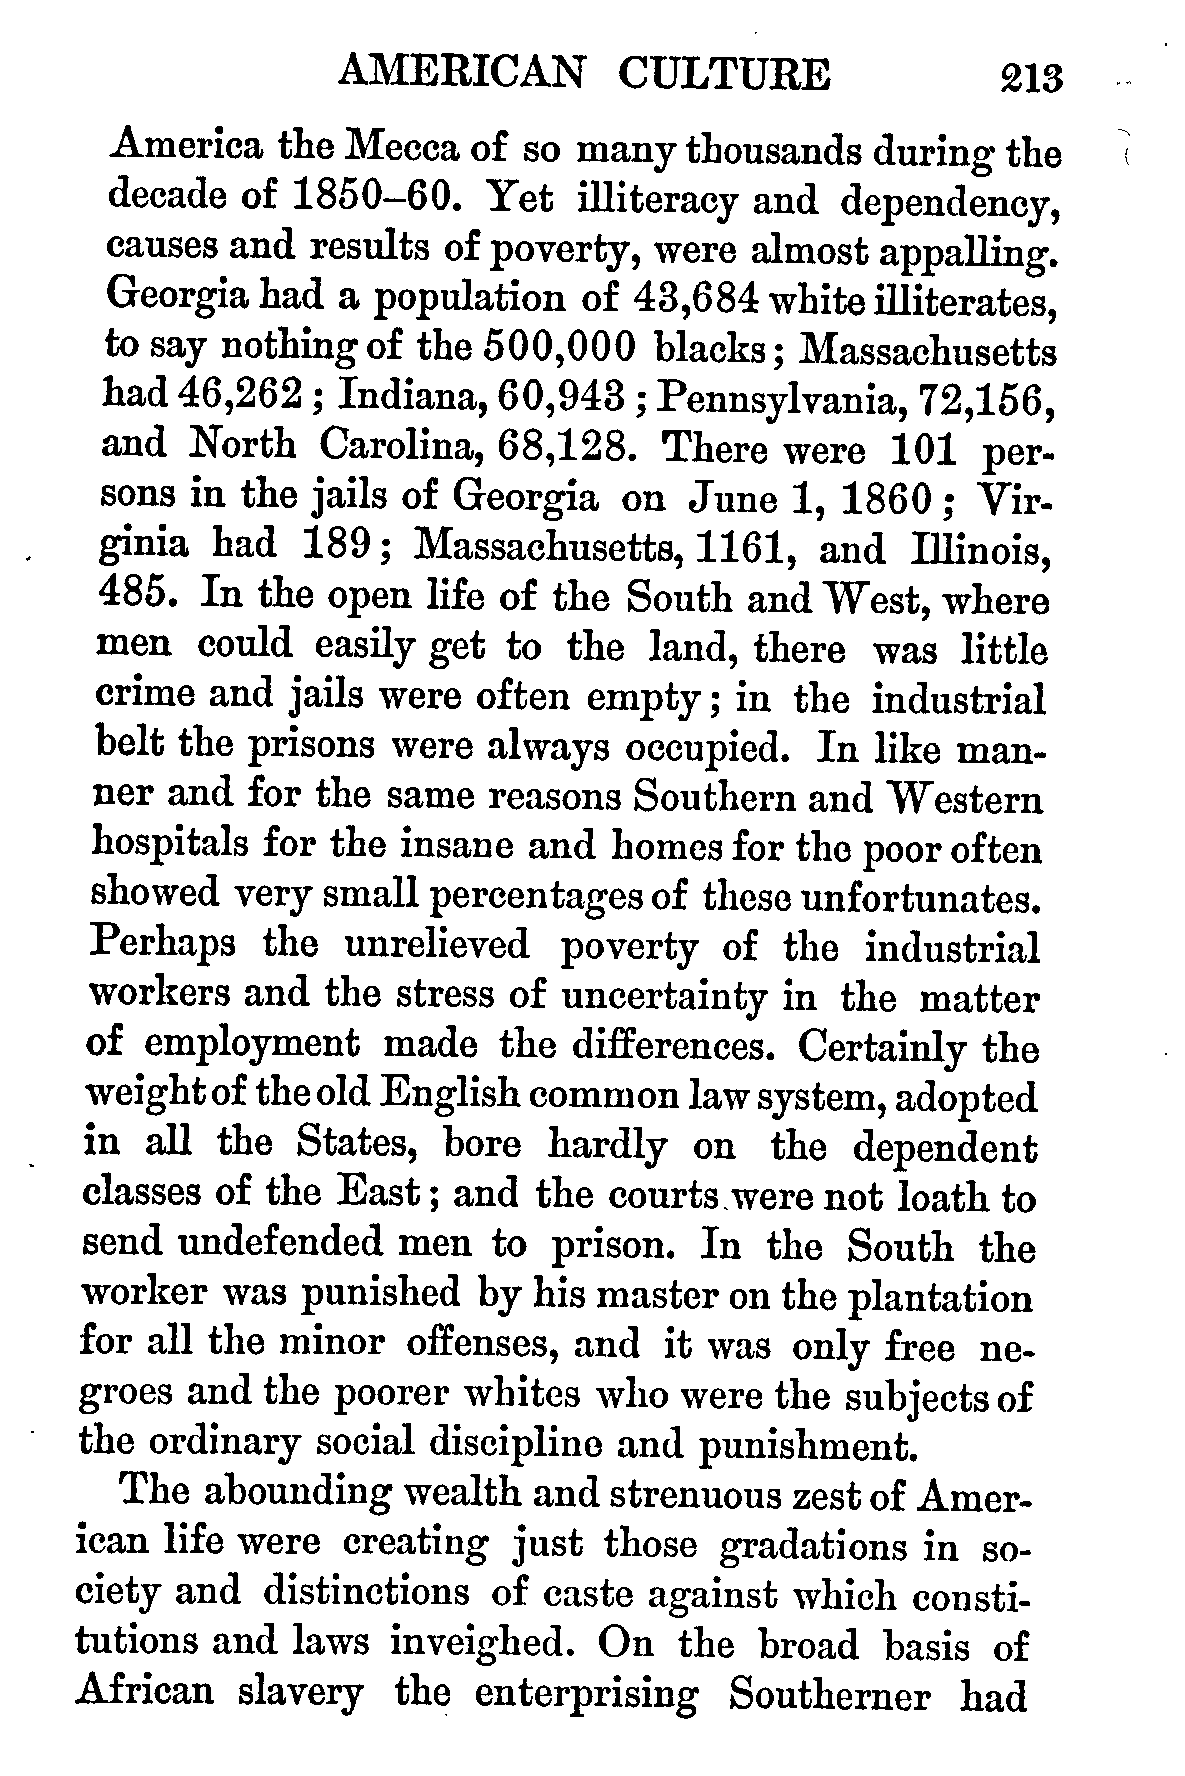 AMERICAN CULTURE 213
America the Mecca of so many thousands during the
decade of 1850–60. Yet illiteracy and dependency,
causes and results of poverty, were almost appalling.
Georgia had a population of 43,684 white illiterates,
to say nothing of the 500,000 blacks; Massachusetts
had 46,262; Indiana, 60,943; Pennsylvania, 72,156,
and North Carolina, 68,128. There were 101 per-
sons in the jails of Georgia on June 1, 1860; Vir-
ginia had 189; Massachusetts, 1161, and Illinois,
485. In the open life of the South and West, where
men could easily get to the land, there was little
crime and jails were often empty; in the industrial
belt the prisons were always occupied. In like man-
ner and for the same reasons Southern and Western
hospitals for the insane and homes for the poor often
showed very small percentages of these unfortunates.
Perhaps the unrelieved poverty of the industrial
workers and the stress of uncertainty in the matter
of employment made the differences. Certainly the
weight of the old English common law system, adopted
in all the States, bore hardly on the dependent
classes of the East; and the courts were not loath to
send undefended men to prison. In the South the
worker was punished by his master on the plantation
for all the minor offenses, and it was only free ne-
groes and the poorer whites who were the subjects of
the ordinary social discipline and punishment.
The abounding wealth and strenuous zest of Amer-
ican life were creating just those gradations in so-
ciety and distinctions of caste against which consti-
tutions and laws inveighed. On the broad basis of
African slavery the enterprising Southerner had